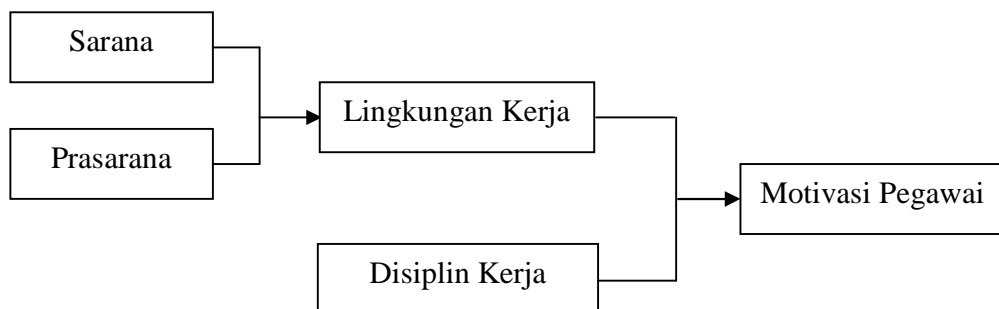 Sarana
Prasarana
Lingkungan Kerja
Disiplin Kerja
Motivasi Pegawai